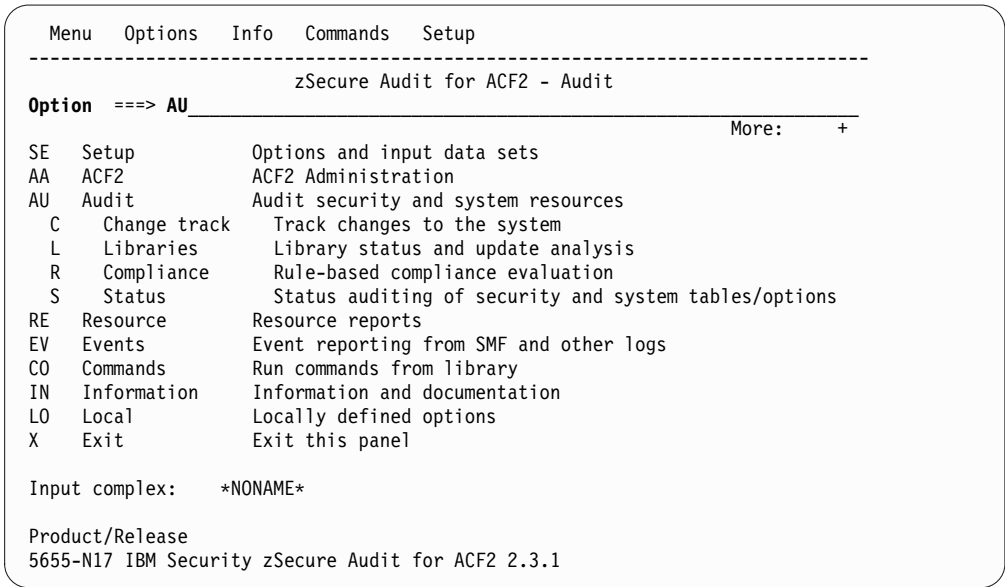 Menu Options Info Commands Setup
-------------------------------------------------------------------------------
zSecure Audit for ACF2 - Audit
Option ===> AU_______________________________________________________________
More: +
SE Setup Options and input data sets
AA ACF2 ACF2 Administration
AU Audit Audit security and system resources
C Change track Track changes to the system
L Libraries Library status and update analysis
R Compliance Rule-based compliance evaluation
S Status Status auditing of security and system tables/options
RE Resource Resource reports
EV Events Event reporting from SMF and other logs
CO Commands Run commands from library
IN Information Information and documentation
LO Local Locally defined options
X Exit Exit this panel
Input complex: *NONAME*
Product/Release
5655-N17 IBM Security zSecure Audit for ACF2 2.3.1